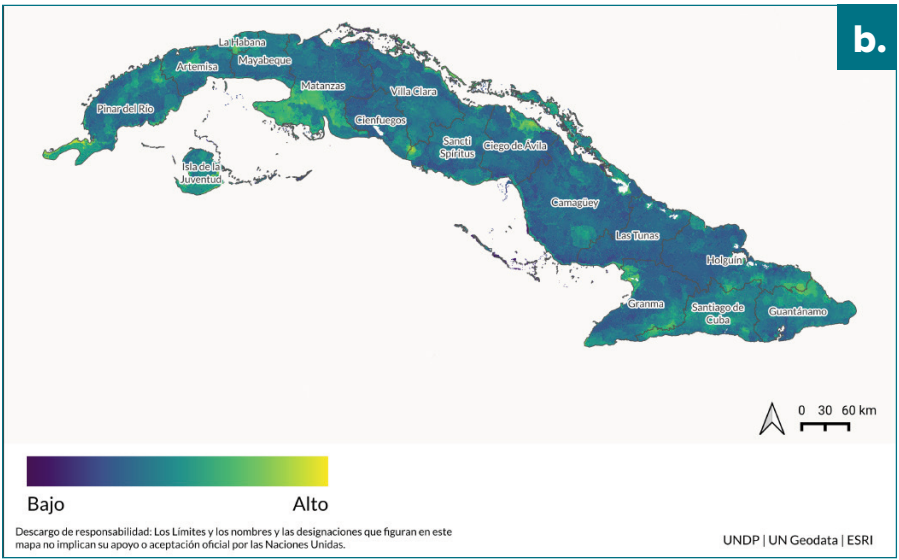 b.
La Habana
Artemisa
Mayabeque
Matanzas
Villa Clara
Pinar del Río
Cienfuegos
Sancti
Spíritus
Ciego de Ávila
Isla de la
Juventud
Camagüey
Las Tunas
Holguín
Granma
Santiago de
Cuba
Guantánamo
0 30 60 km
Bajo
Alto
Descargo de responsabilidad: Los Límites y los nombres y las designaciones que figuran en este
mapa no implican su apoyo o aceptación oficial por las Naciones Unidas.
UNDP | UN Geodata | ESRI